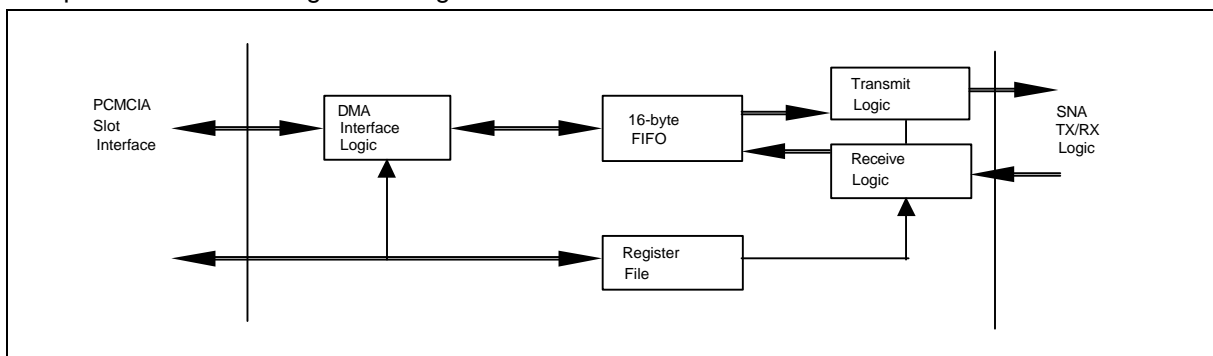 PCMCIA
Slot
Interface
DMA
Interface
Logic
16-byte
FIFO
Transmit
Logic
Receive
Logic
SNA
TX/RX
Logic
Register
File